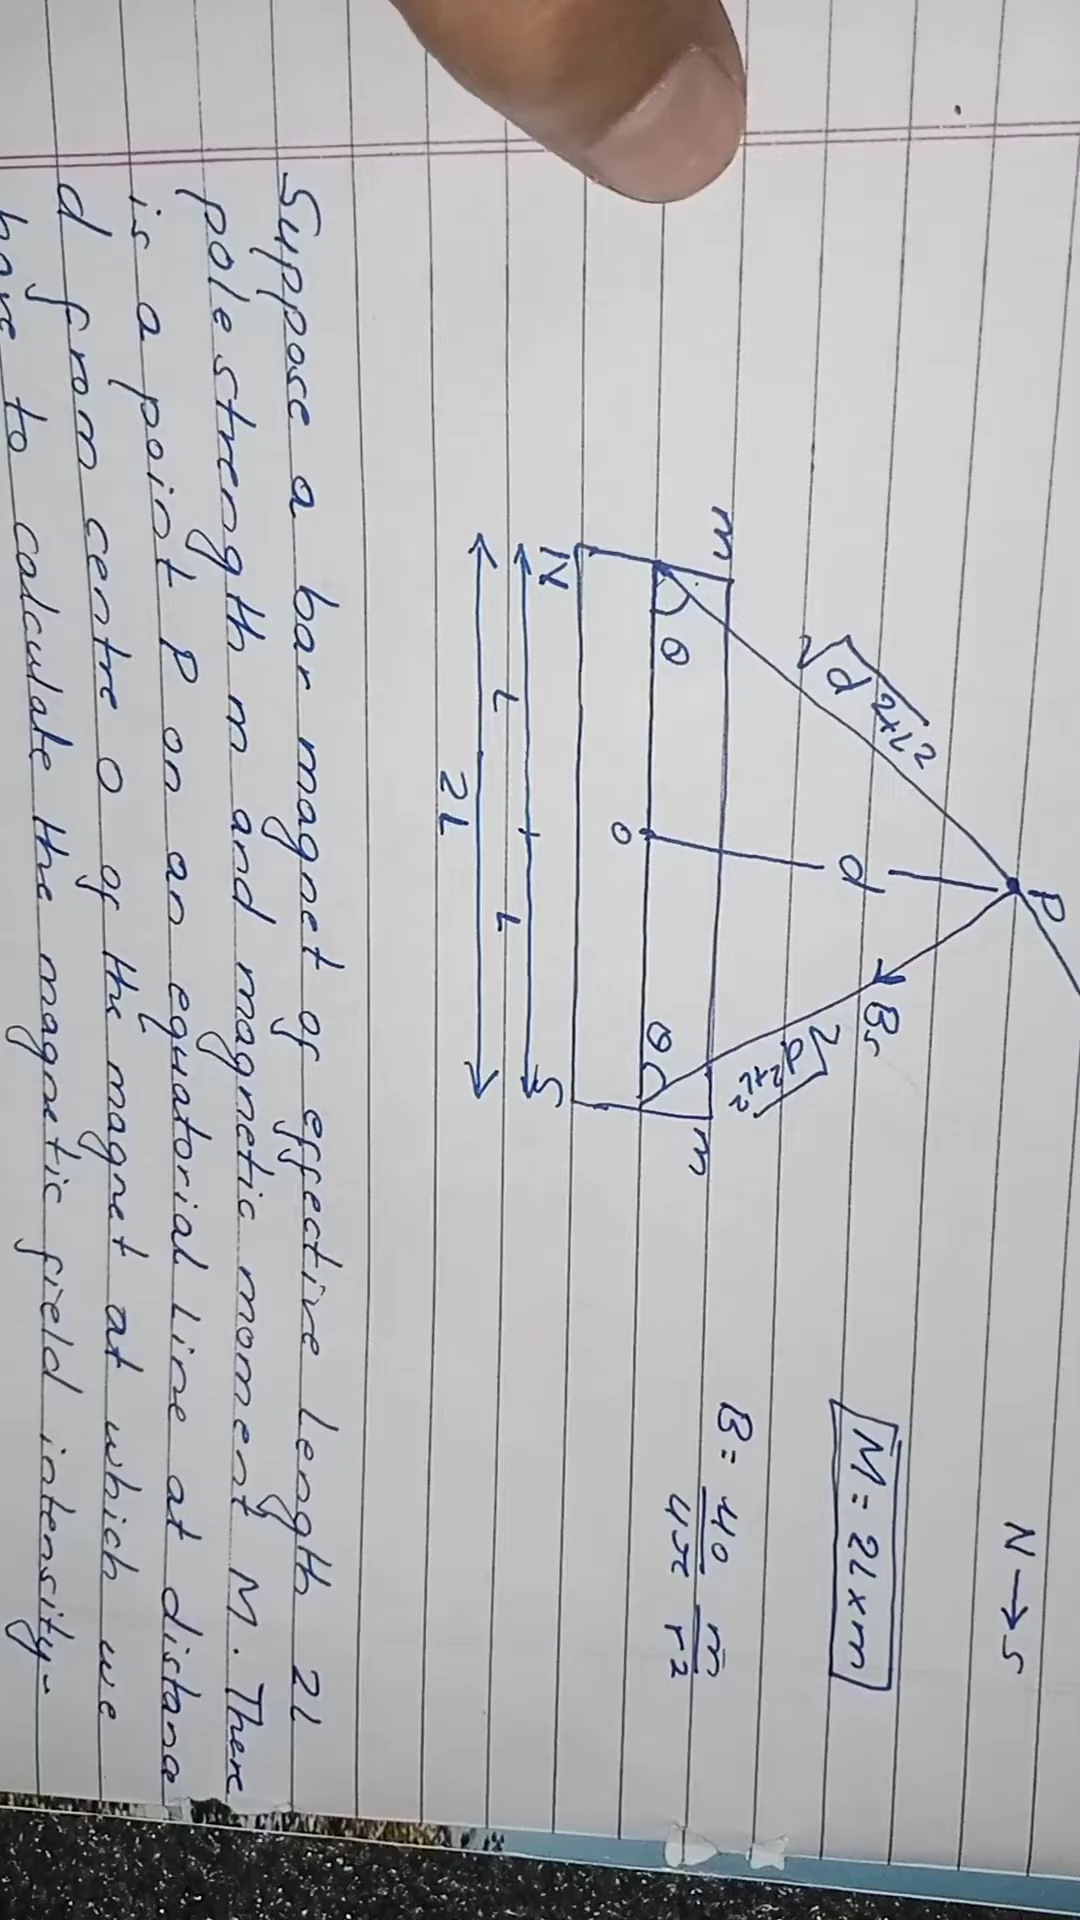 N → S
P
M = 2L x m
d
Bs
√d²+L²
√d²+L²
m
m
B = μ0 m
4π r²
θ
θ
O
N
S
L
L
2L
Suppose a bar magnet of effective Length 2L
pole strength m and magnetic moment M. There
is a point P on an equatorial Line at distance
d from centre O of the magnet at which we
have to calculate the magnetic field intensity.